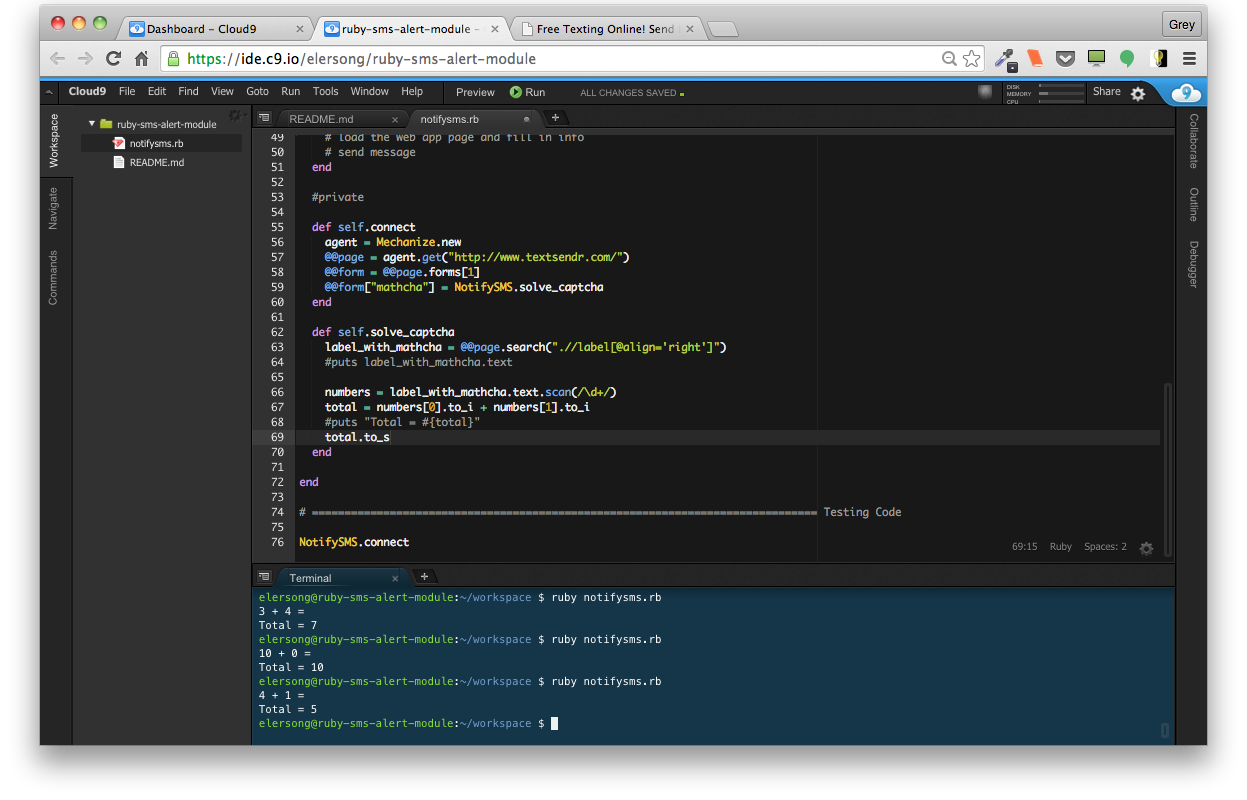 Dashboard - Cloud9
ruby-sms-alert-module -
Free Texting Online! Send
Grey
https://ide.c9.io/elersong/ruby-sms-alert-module
Cloud9 File Edit Find View Goto Run Tools Window Help Preview Run ALL CHANGES SAVED
DISK
MEMORY
CPU
Share
Workspace
Navigate
Commands
ruby-sms-alert-module
notifysms.rb
README.md
README.md
notifysms.rb
49 # load the web app page and fill in info
50 # send message
51 end
52
53 #private
54
55 def self.connect
56 agent = Mechanize.new
57 @@page = agent.get("http://www.textsendr.com/")
58 @@form = @@page.forms[1]
59 @@form["mathcha"] = NotifySMS.solve_captcha
60 end
61
62 def self.solve_captcha
63 label_with_mathcha = @@page.search(".//label[@align='right']")
64 #puts label_with_mathcha.text
65
66 numbers = label_with_mathcha.text.scan(/\d+/)
67 total = numbers[0].to_i + numbers[1].to_i
68 #puts "Total = #{total}"
69 total.to_s
70 end
71
72 end
73
74 # ============================================================================== Testing Code
75
76 NotifySMS.connect
69:15 Ruby Spaces: 2
Collaborate
Outline
Debugger
Terminal
elersong@ruby-sms-alert-module:~/workspace $ ruby notifysms.rb
3 + 4 =
Total = 7
elersong@ruby-sms-alert-module:~/workspace $ ruby notifysms.rb
10 + 0 =
Total = 10
elersong@ruby-sms-alert-module:~/workspace $ ruby notifysms.rb
4 + 1 =
Total = 5
elersong@ruby-sms-alert-module:~/workspace $